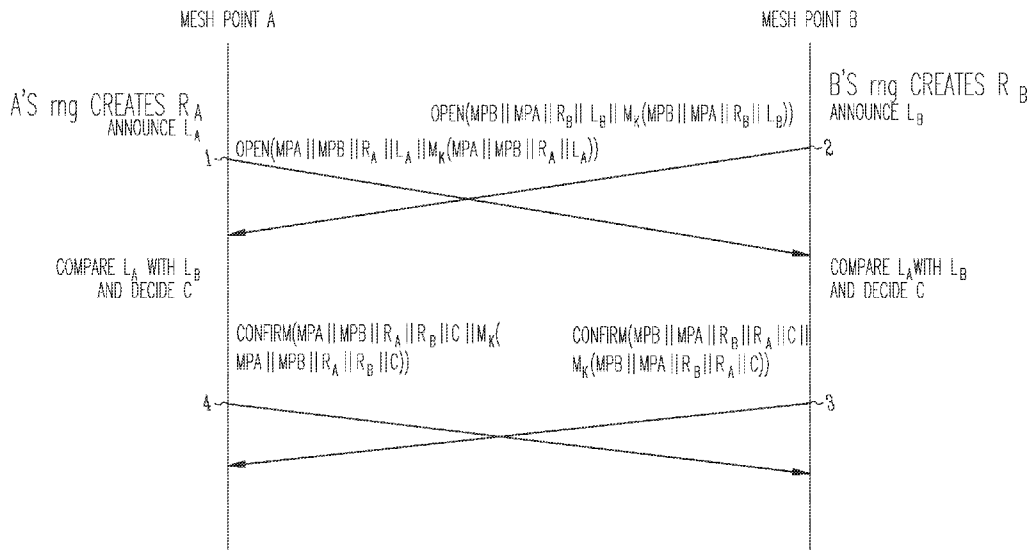 MESH POINT A
MESH POINT B
A'S rng CREATES R_A
ANNOUNCE L_A
B'S rng CREATES R_B
ANNOUNCE L_B
OPEN(MPB||MPA||R_B||L_B||M_K(MPB||MPA||R_B||L_B))
1
OPEN(MPA||MPB||R_A||L_A||M_K(MPA||MPB||R_A||L_A))
2
COMPARE L_A WITH L_B
AND DECIDE C
COMPARE L_A WITH L_B
AND DECIDE C
CONFIRM(MPA||MPB||R_A||R_B||C||M_K(
MPA||MPB||R_A||R_B||C))
CONFIRM(MPB||MPA||R_B||R_A||C||
M_K(MPB||MPA||R_B||R_A||C))
4
3